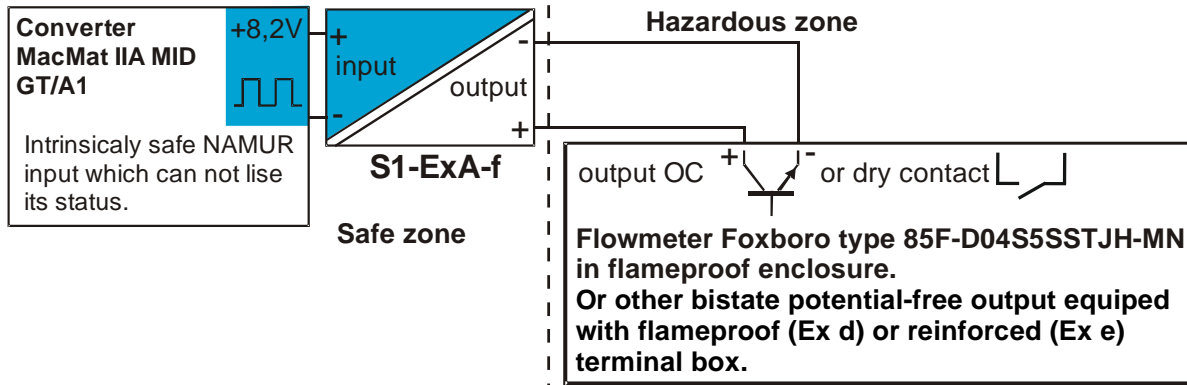 Converter
MacMat IIA MID
GT/A1
+8,2V
Intrinsicaly safe NAMUR
input which can not lise
its status.
+
input
-
-
output
+
S1-ExA-f
Safe zone
Hazardous zone
output OC
+
-
or dry contact
Flowmeter Foxboro type 85F-D04S5SSTJH-MN
in flameproof enclosure.
Or other bistate potential-free output equiped
with flameproof (Ex d) or reinforced (Ex e)
terminal box.